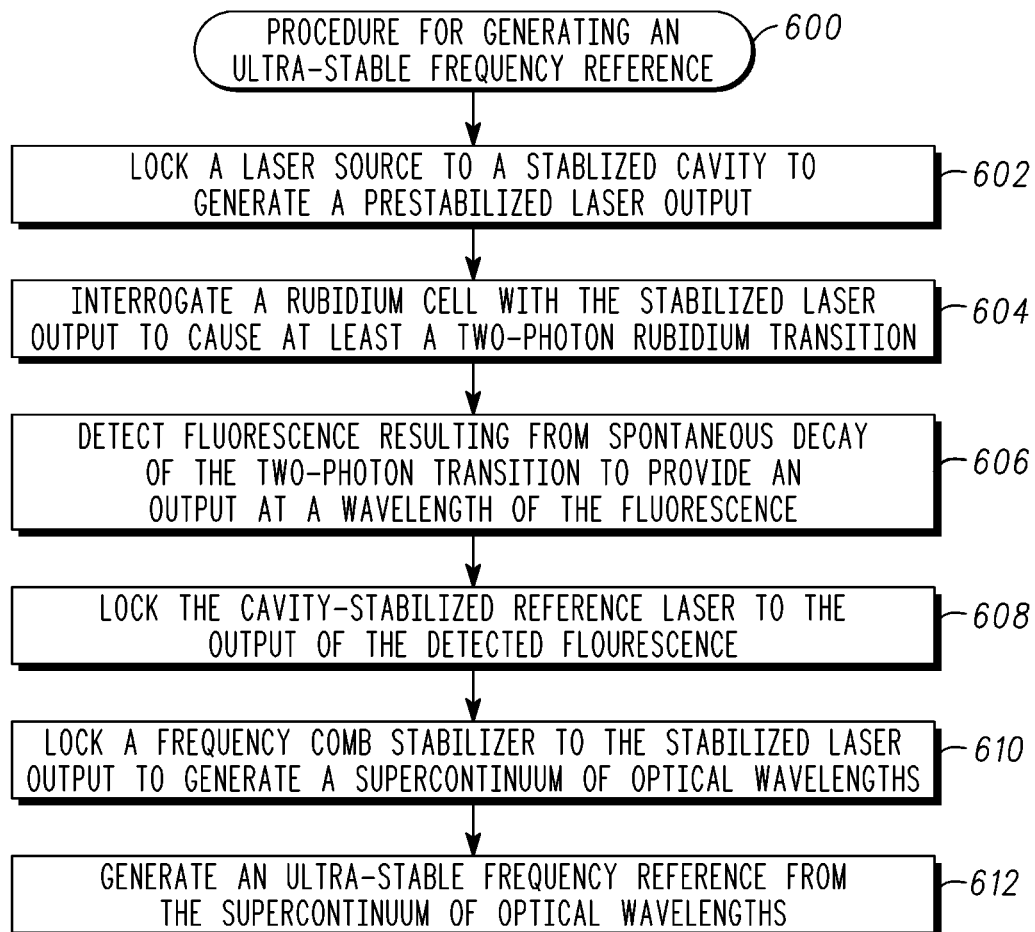 PROCEDURE FOR GENERATING AN
ULTRA-STABLE FREQUENCY REFERENCE
600
LOCK A LASER SOURCE TO A STABLIZED CAVITY TO
GENERATE A PRESTABILIZED LASER OUTPUT
602
INTERROGATE A RUBIDIUM CELL WITH THE STABILIZED LASER
OUTPUT TO CAUSE AT LEAST A TWO-PHOTON RUBIDIUM TRANSITION
604
DETECT FLUORESCENCE RESULTING FROM SPONTANEOUS DECAY
OF THE TWO-PHOTON TRANSITION TO PROVIDE AN
OUTPUT AT A WAVELENGTH OF THE FLUORESCENCE
606
LOCK THE CAVITY-STABILIZED REFERENCE LASER TO THE
OUTPUT OF THE DETECTED FLOURESCENCE
608
LOCK A FREQUENCY COMB STABILIZER TO THE STABILIZED LASER
OUTPUT TO GENERATE A SUPERCONTINUUM OF OPTICAL WAVELENGTHS
610
GENERATE AN ULTRA-STABLE FREQUENCY REFERENCE FROM
THE SUPERCONTINUUM OF OPTICAL WAVELENGTHS
612